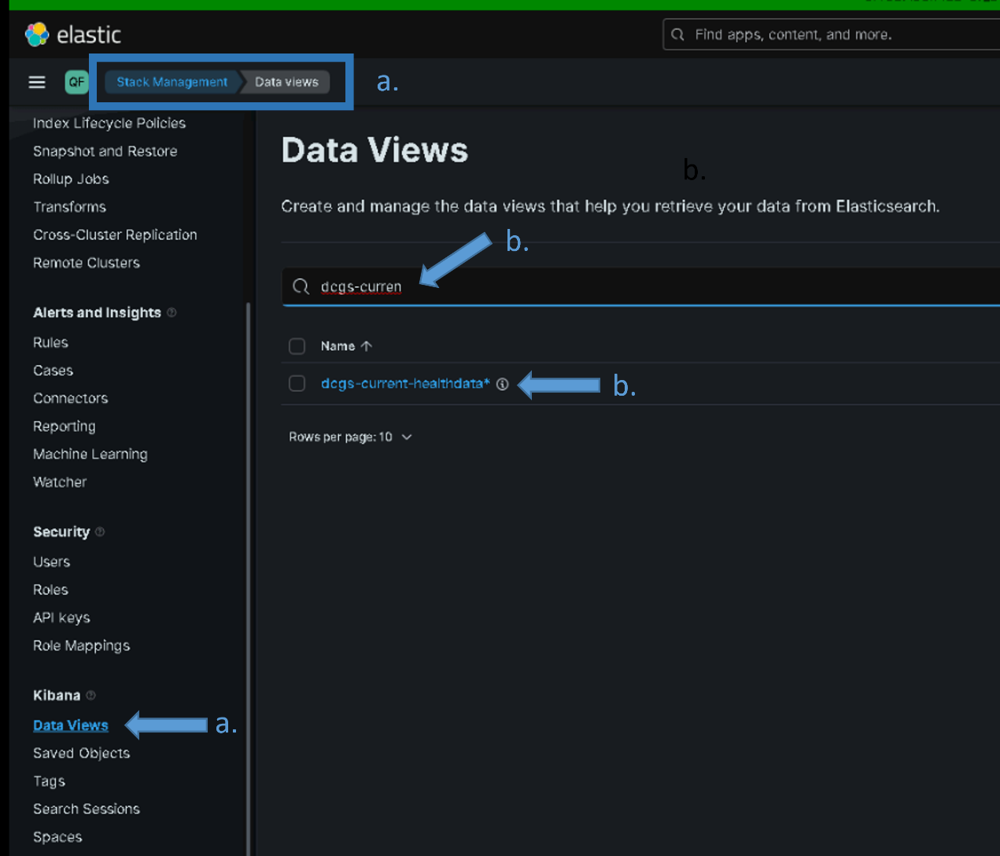 elastic
Find apps, content, and more.
QF
Stack Management
Data views
a.
Index Lifecycle Policies
Snapshot and Restore
Rollup Jobs
Transforms
Cross-Cluster Replication
Remote Clusters
Alerts and Insights
Rules
Cases
Connectors
Reporting
Machine Learning
Watcher
Security
Users
Roles
API keys
Role Mappings
Kibana
Data Views
a.
Saved Objects
Tags
Search Sessions
Spaces
Data Views
b.
Create and manage the data views that help you retrieve your data from Elasticsearch.
b.
dcgs-curren
Name
dcgs-current-healthdata*
b.
Rows per page: 10